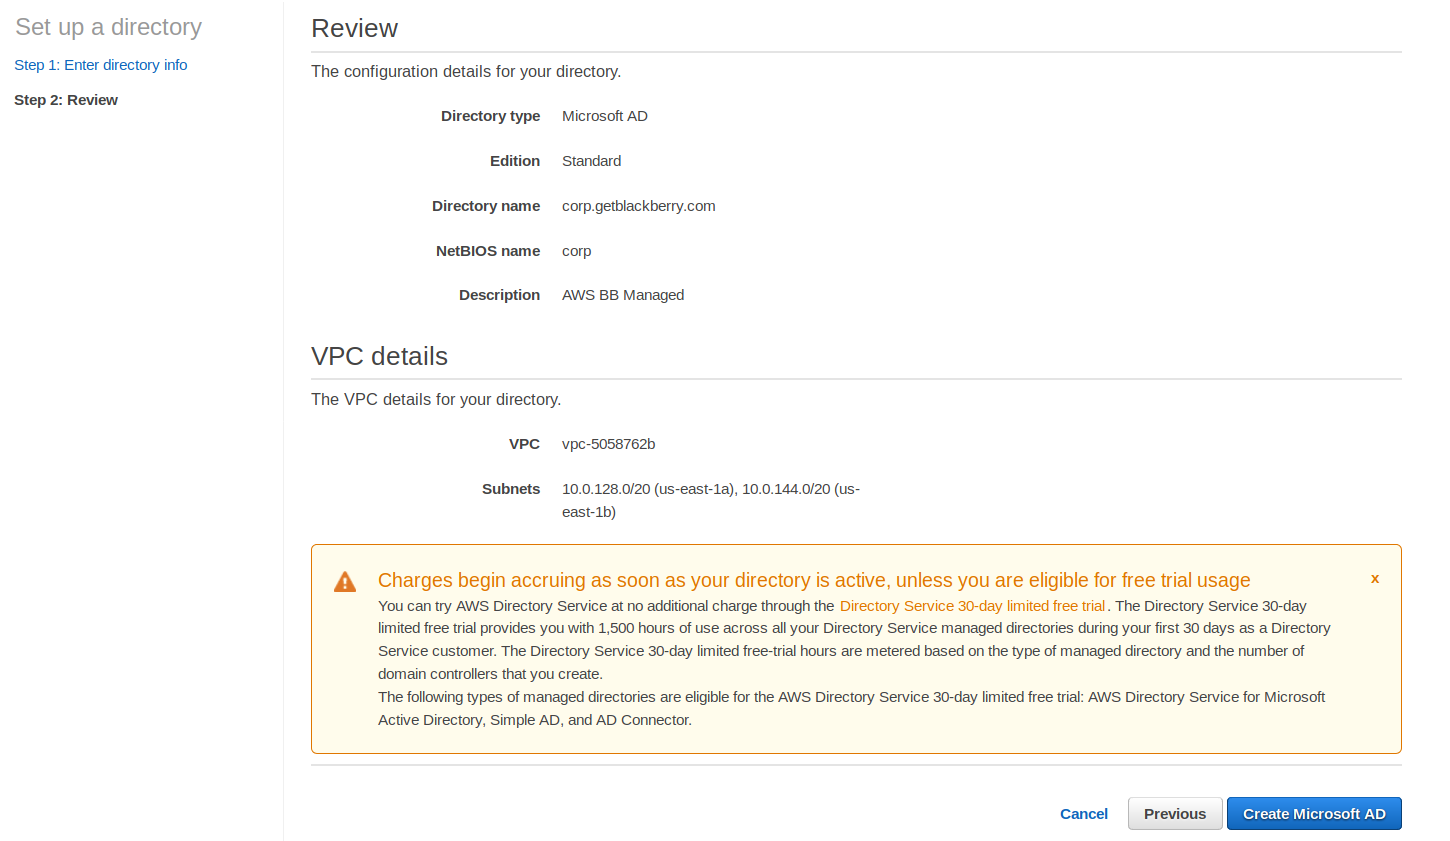 Set up a directory
Step 1: Enter directory info
Step 2: Review
Review
The configuration details for your directory.
Directory type Microsoft AD
Edition Standard
Directory name corp.getblackberry.com
NetBIOS name corp
Description AWS BB Managed
VPC details
The VPC details for your directory.
VPC vpc-5058762b
Subnets 10.0.128.0/20 (us-east-1a), 10.0.144.0/20 (us-
east-1b)
Charges begin accruing as soon as your directory is active, unless you are eligible for free trial usage x
You can try AWS Directory Service at no additional charge through the Directory Service 30-day limited free trial. The Directory Service 30-day
limited free trial provides you with 1,500 hours of use across all your Directory Service managed directories during your first 30 days as a Directory
Service customer. The Directory Service 30-day limited free-trial hours are metered based on the type of managed directory and the number of
domain controllers that you create.
The following types of managed directories are eligible for the AWS Directory Service 30-day limited free trial: AWS Directory Service for Microsoft
Active Directory, Simple AD, and AD Connector.
Cancel Previous Create Microsoft AD